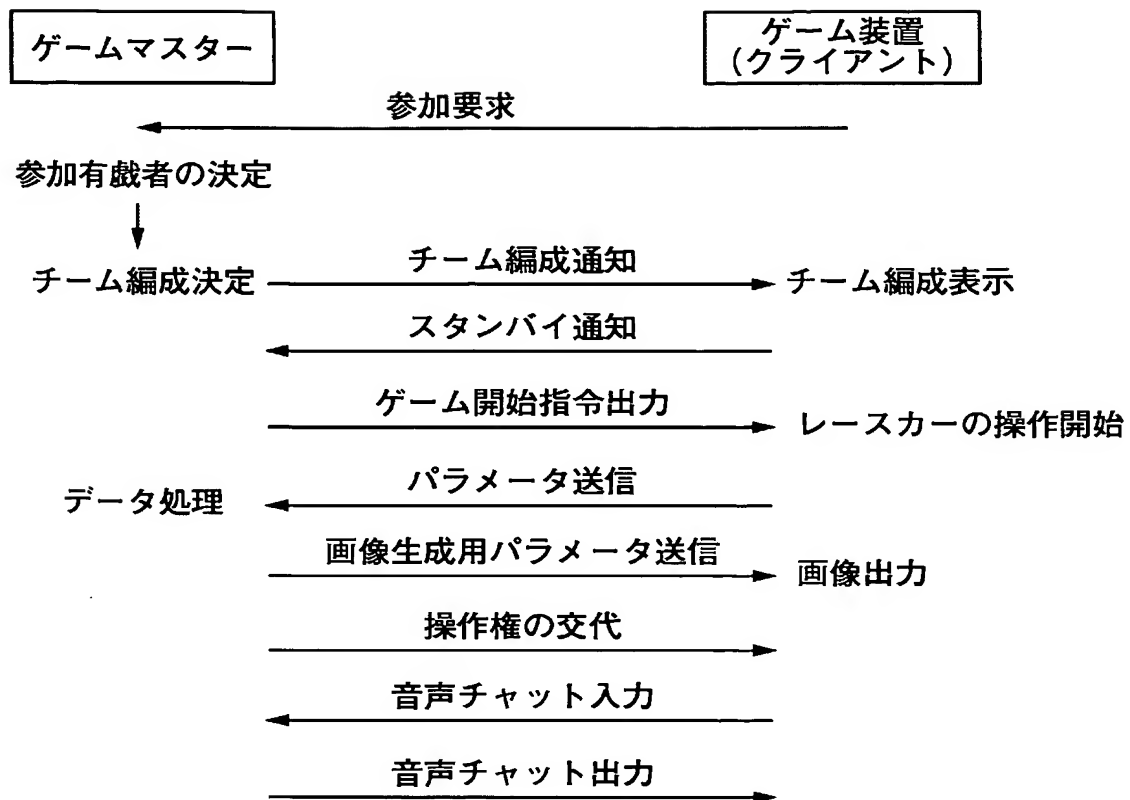 ゲームマスター
ゲーム装置
(クライアント)
参加要求
参加有戯者の決定
チーム編成決定
チーム編成通知
チーム編成表示
スタンバイ通知
ゲーム開始指令出力
レースカーの操作開始
パラメータ送信
データ処理
画像生成用パラメータ送信
画像出力
操作権の交代
音声チャット入力
音声チャット出力